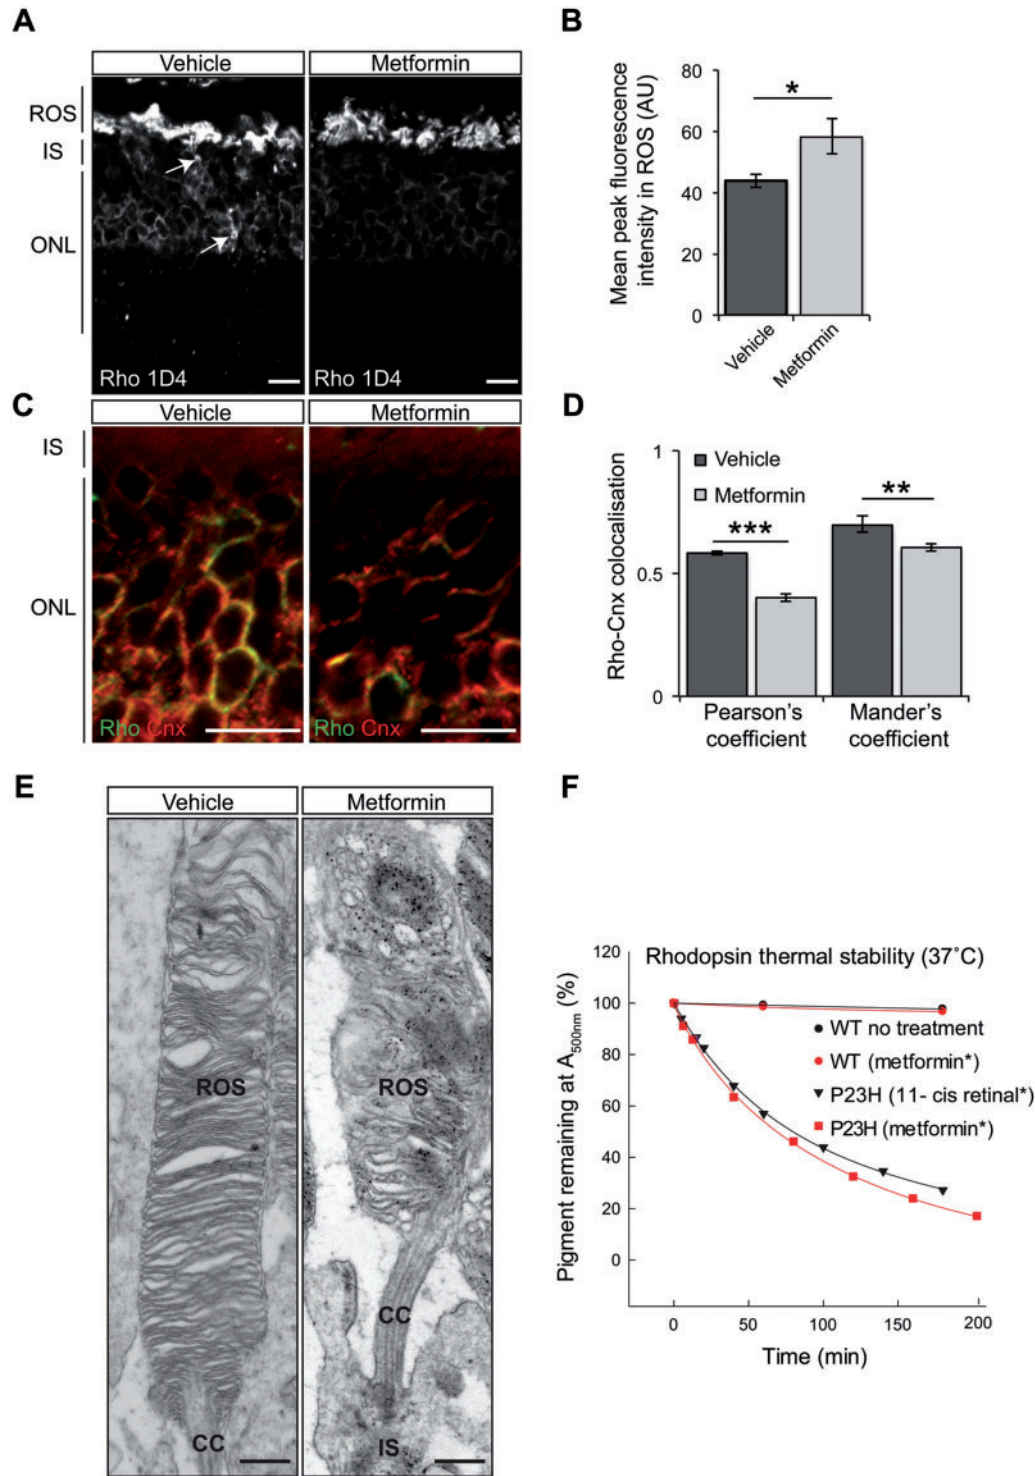 A
Vehicle
Metformin
ROS
IS
ONL
Rho 1D4
Rho 1D4
B
Mean peak fluorescence
intensity in ROS (AU)
80
60
40
20
0
*
Vehicle
Metformin
C
Vehicle
Metformin
IS
ONL
Rho Cnx
Rho Cnx
D
Rho-Cnx colocalisation
1
0.5
0
Vehicle
Metformin
***
**
Pearson's
coefficient
Mander's
coefficient
E
Vehicle
Metformin
ROS
CC
ROS
CC
IS
F
Rhodopsin thermal stability (37˚C)
Pigment remaining at A500nm (%)
120
100
80
60
40
20
0
WT no treatment
WT (metformin*)
P23H (11- cis retinal*)
P23H (metformin*)
0
50
100
150
200
Time (min)